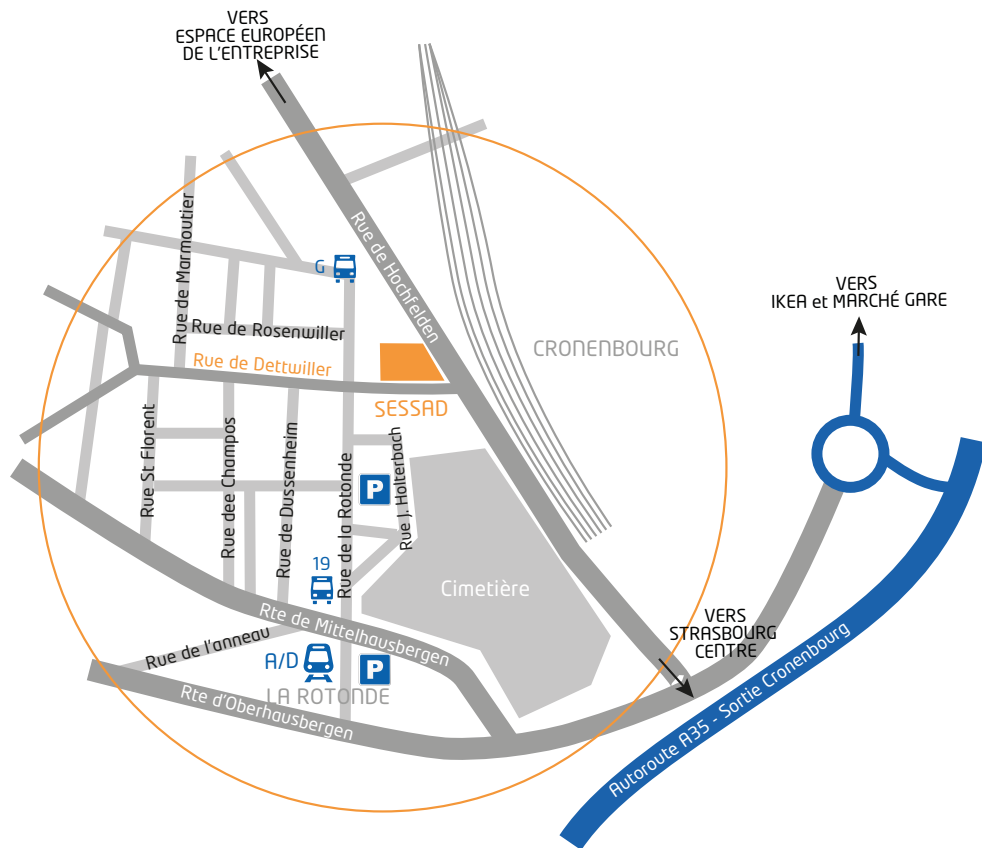 VERS
ESPACE EUROPÉEN
DE L'ENTREPRISE
Rue de Marmoutier
G
Rue de Hochfelden
VERS
IKEA et MARCHÉ GARE
Rue de Rosenwiller
CRONENBOURG
Rue de Dettwiller
SESSAD
Rue St Florent
Rue dee Champos
Rue de Dussenheim
Rue de la Rotonde
P
Rue J. Holterbach
19
Cimetière
Rte de Mittelhausbergen
VERS
STRASBOURG
CENTRE
Rue de l'anneau
A/D
P
LA ROTONDE
Rte d'Oberhausbergen
Autoroute A35 - Sortie Cronenbourg